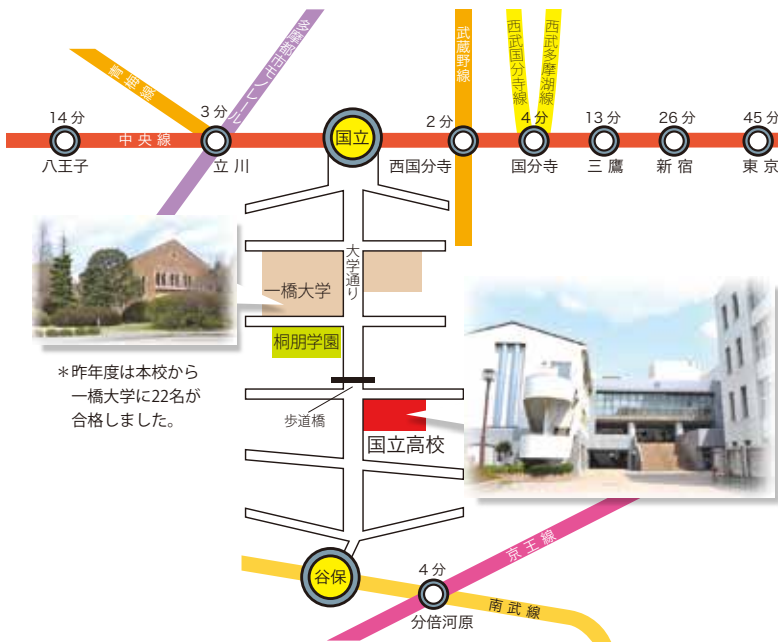 多摩都市モノレール
青梅線
武蔵野線
西武国分寺線
西武多摩湖線
14分
3分
国立
2分
4分
13分
26分
45分
中央線
八王子
立川
西国分寺
国分寺
三鷹
新宿
東京
大学通り
一橋大学
桐朋学園
＊昨年度は本校から
一橋大学に22名が
合格しました。
歩道橋
国立高校
京王線
谷保
4分
南武線
分倍河原